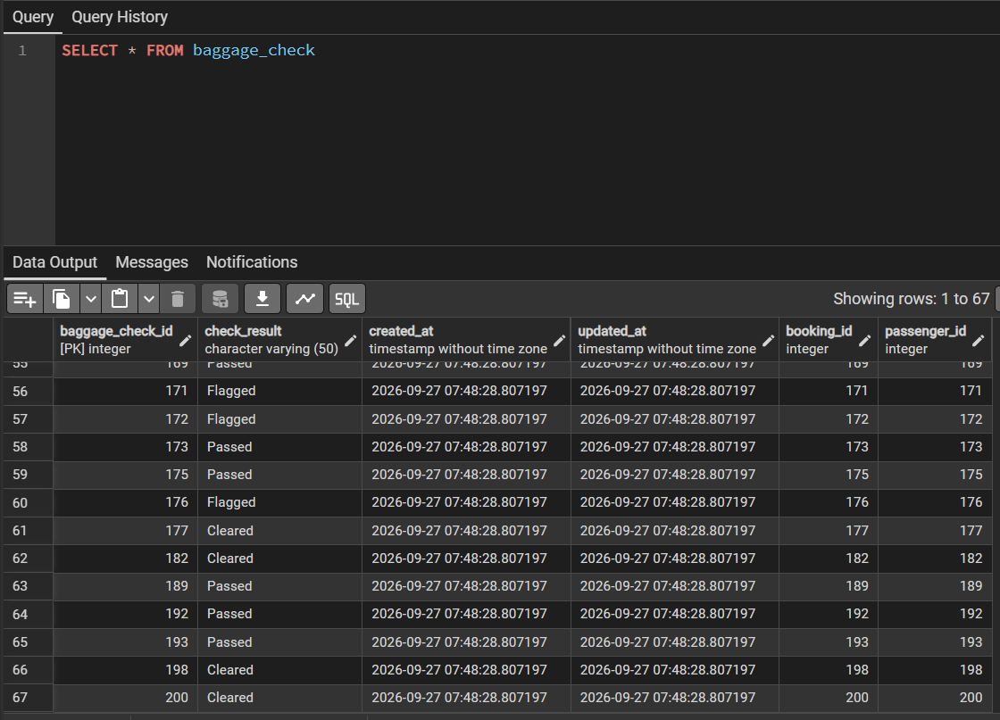 Query Query History
1 SELECT * FROM baggage_check
Data Output Messages Notifications
SQL Showing rows: 1 to 67
baggage_check_id check_result created_at updated_at booking_id passenger_id
[PK] integer character varying (50) timestamp without time zone timestamp without time zone integer integer
55 169 Passed 2026-09-27 07:48:28.807197 2026-09-27 07:48:28.807197 169 169
56 171 Flagged 2026-09-27 07:48:28.807197 2026-09-27 07:48:28.807197 171 171
57 172 Flagged 2026-09-27 07:48:28.807197 2026-09-27 07:48:28.807197 172 172
58 173 Passed 2026-09-27 07:48:28.807197 2026-09-27 07:48:28.807197 173 173
59 175 Passed 2026-09-27 07:48:28.807197 2026-09-27 07:48:28.807197 175 175
60 176 Flagged 2026-09-27 07:48:28.807197 2026-09-27 07:48:28.807197 176 176
61 177 Cleared 2026-09-27 07:48:28.807197 2026-09-27 07:48:28.807197 177 177
62 182 Cleared 2026-09-27 07:48:28.807197 2026-09-27 07:48:28.807197 182 182
63 189 Passed 2026-09-27 07:48:28.807197 2026-09-27 07:48:28.807197 189 189
64 192 Passed 2026-09-27 07:48:28.807197 2026-09-27 07:48:28.807197 192 192
65 193 Passed 2026-09-27 07:48:28.807197 2026-09-27 07:48:28.807197 193 193
66 198 Cleared 2026-09-27 07:48:28.807197 2026-09-27 07:48:28.807197 198 198
67 200 Cleared 2026-09-27 07:48:28.807197 2026-09-27 07:48:28.807197 200 200